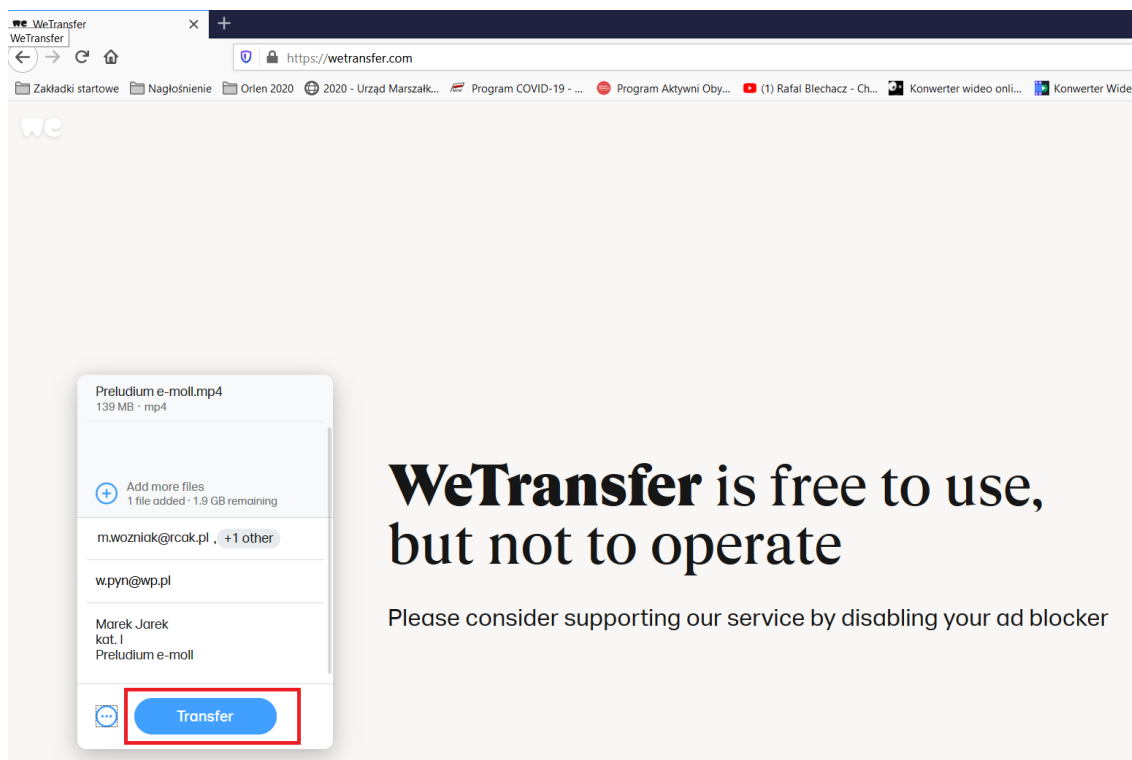 we WeTransfer
WeTransfer
https://wetransfer.com
Zakładki startowe Nagłośnienie Orlen 2020 2020 - Urząd Marszałk... Program COVID-19 - ... Program Aktywni Oby... (1) Rafal Blechacz - Ch... Konwerter wideo onli... Konwerter Wide
we
Preludium e-moll.mp4
139 MB · mp4
Add more files
1 file added · 1.9 GB remaining
m.wozniak@rcak.pl , +1 other
w.pyn@wp.pl
Marek Jarek
kat. I
Preludium e-moll
Transfer
WeTransfer is free to use,
but not to operate
Please consider supporting our service by disabling your ad blocker